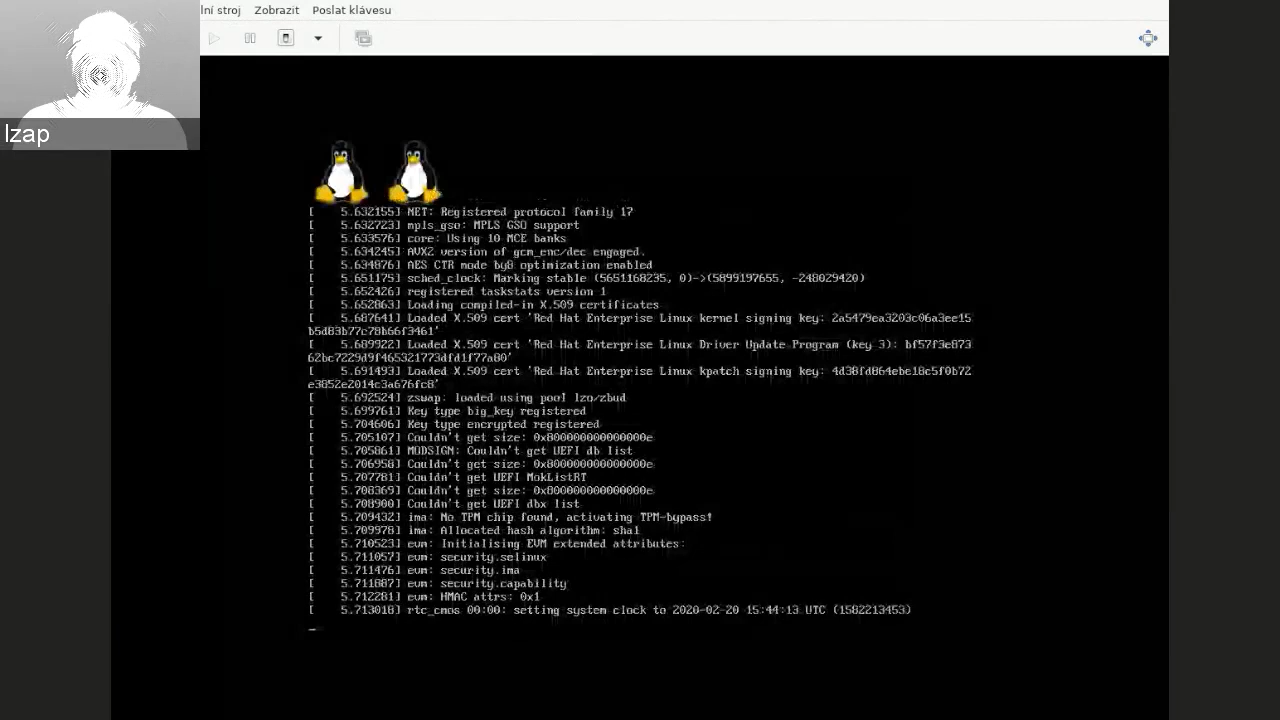 lní stroj Zobrazit Poslat klávesu
lzap
[ 5.632155] NET: Registered protocol family 17
[ 5.632723] mpls_gso: MPLS GSO support
[ 5.633576] core: Using 10 MCE banks
[ 5.634245] AVX2 version of gcm_enc/dec engaged.
[ 5.634876] AES CTR mode by8 optimization enabled
[ 5.651175] sched_clock: Marking stable (5651168235, 0)->(5899197655, -248029420)
[ 5.652426] registered taskstats version 1
[ 5.652863] Loading compiled-in X.509 certificates
[ 5.687641] Loaded X.509 cert 'Red Hat Enterprise Linux kernel signing key: 2a5479ea3203c06a3ee15
b5d83b77c78b66f3461'
[ 5.689922] Loaded X.509 cert 'Red Hat Enterprise Linux Driver Update Program (key 3): bf57f3e873
62bc7229d9f465321773dfd1f77a80'
[ 5.691493] Loaded X.509 cert 'Red Hat Enterprise Linux kpatch signing key: 4d38fd864ebe18c5f0b72
e3852e2014c3a676fc8'
[ 5.692524] zswap: loaded using pool lzo/zbud
[ 5.699761] Key type big_key registered
[ 5.704606] Key type encrypted registered
[ 5.705107] Couldn't get size: 0x800000000000000e
[ 5.705861] MODSIGN: Couldn't get UEFI db list
[ 5.706958] Couldn't get size: 0x800000000000000e
[ 5.707781] Couldn't get UEFI MokListRT
[ 5.708369] Couldn't get size: 0x800000000000000e
[ 5.708900] Couldn't get UEFI dbx list
[ 5.709432] ima: No TPM chip found, activating TPM-bypass!
[ 5.709978] ima: Allocated hash algorithm: sha1
[ 5.710523] evm: Initialising EVM extended attributes:
[ 5.711057] evm: security.selinux
[ 5.711476] evm: security.ima
[ 5.711887] evm: security.capability
[ 5.712281] evm: HMAC attrs: 0x1
[ 5.713018] rtc_cmos 00:00: setting system clock to 2020-02-20 15:44:13 UTC (1582213453)